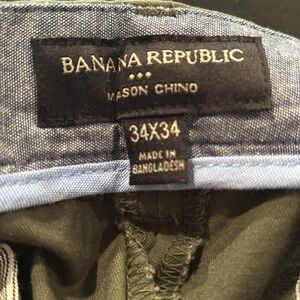 BANANA REPUBLIC
MASON CHINO
34X34
MADE IN
BANGLADESH